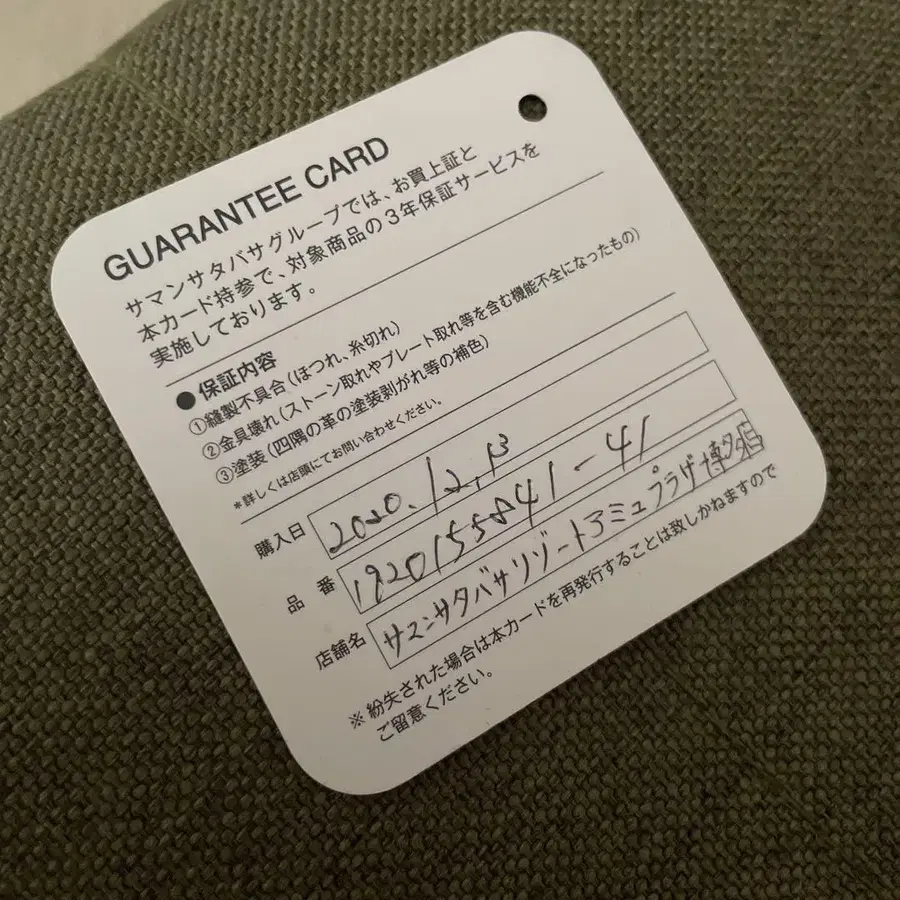 GUARANTEE CARD
サマンサタバサグループでは、お買上証と
本カード持参で、対象商品の3年保証サービスを
実施しております。
●保証内容
①縫製不具合(ほつれ、糸切れ)
②金具壊れ(ストーン取れやプレート取れ等を含む機能不全になったもの)
③塗装(四隅の革の塗装剥がれ等の補色)
*詳しくは店頭にてお問い合わせください。
購入日 2020.12.13
品番 1920155841-41
店舗名 サマンサタバサリゾートアミュプラザ博多店
※紛失された場合は本カードを再発行することは致しかねますので
ご留意ください。